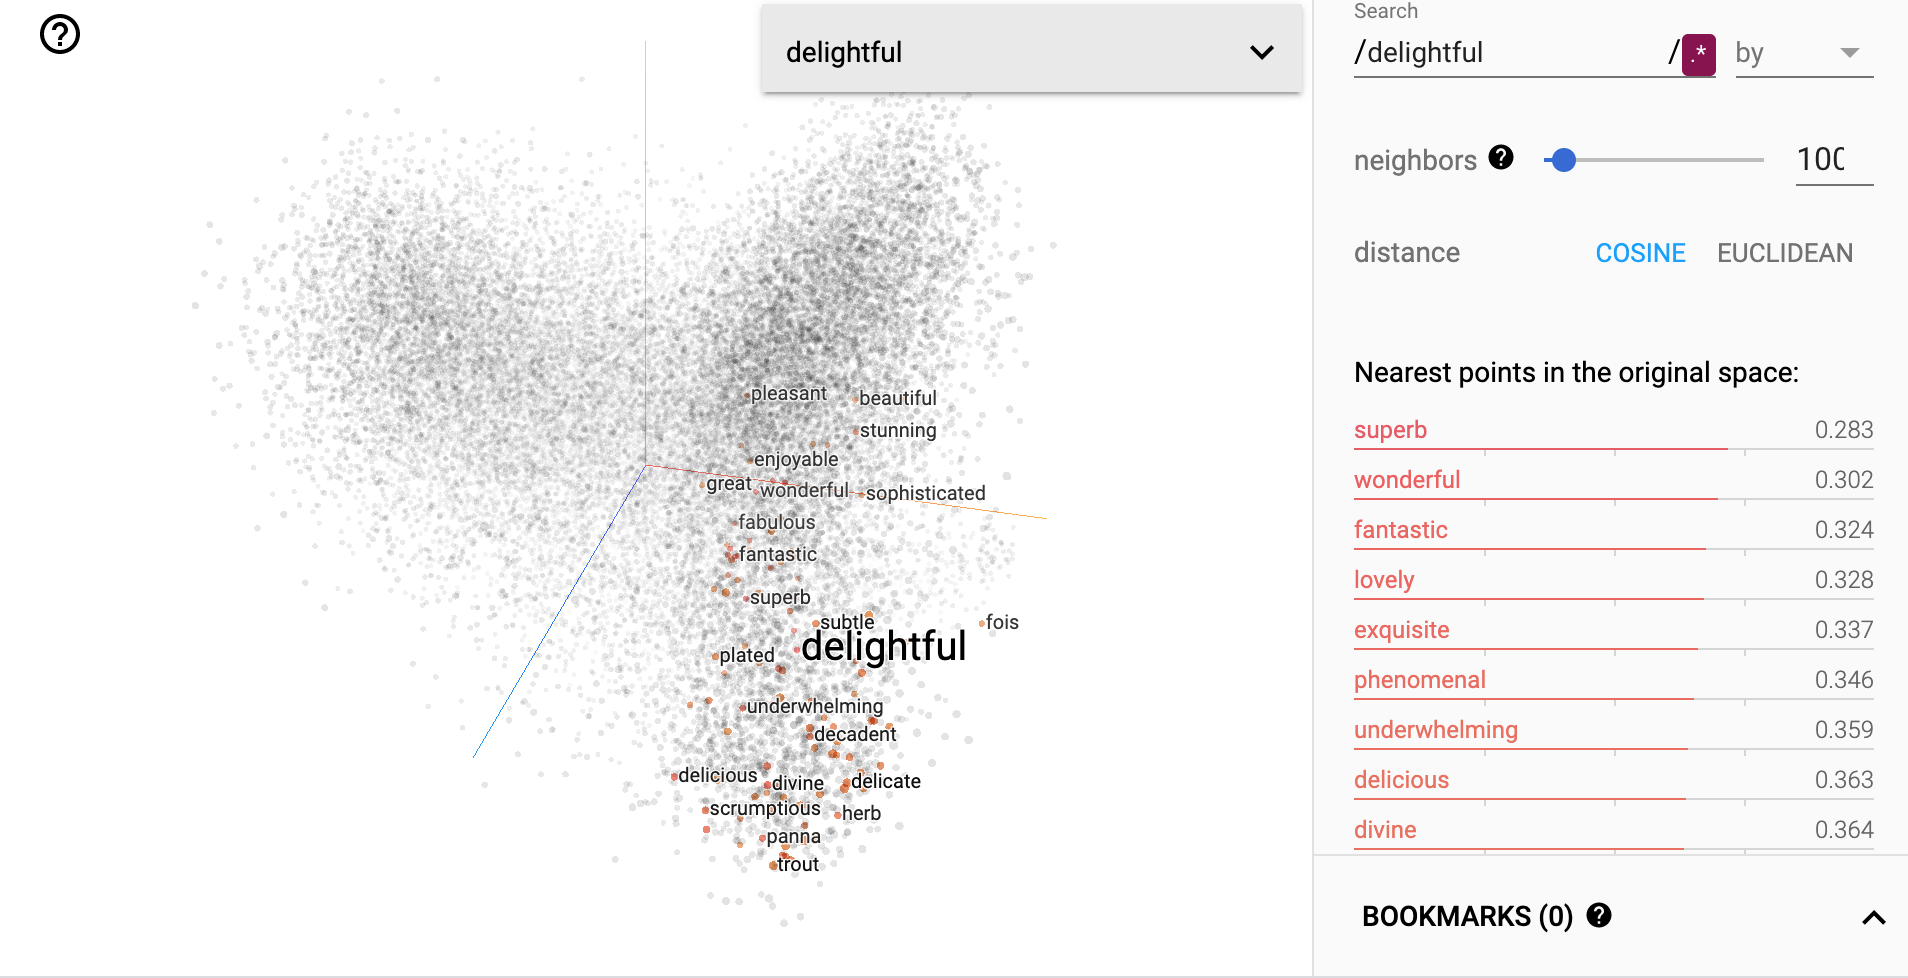 delightful
pleasant
beautiful
stunning
enjoyable
great
wonderful
sophisticated
fabulous
fantastic
superb
subtle
fois
delightful
plated
underwhelming
decadent
delicious
divine
delicate
scrumptious
herb
panna
trout
Search
/delightful / .* by
neighbors ? 100
distance COSINE EUCLIDEAN
Nearest points in the original space:
superb 0.283
wonderful 0.302
fantastic 0.324
lovely 0.328
exquisite 0.337
phenomenal 0.346
underwhelming 0.359
delicious 0.363
divine 0.364
BOOKMARKS (0) ?